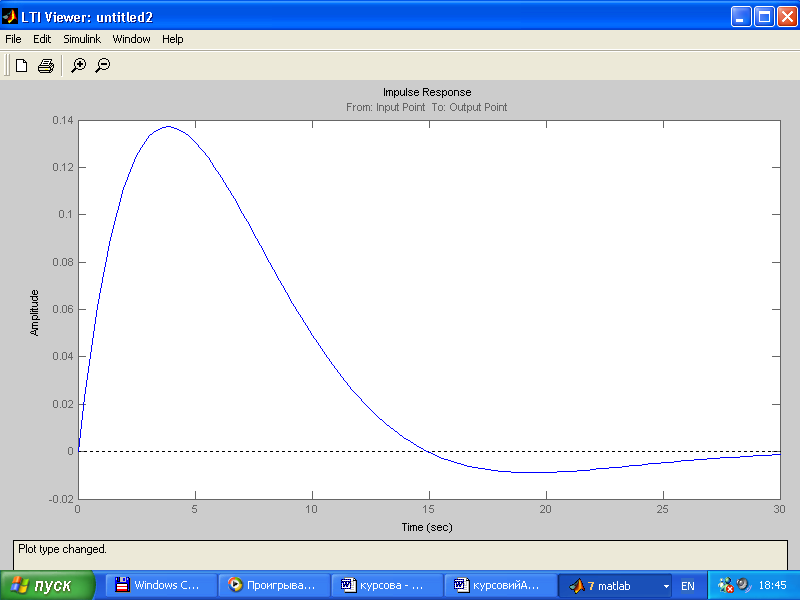 LTI Viewer: untitled2
File Edit Simulink Window Help
Impulse Response
From: Input Point To: Output Point
0.14
0.12
0.1
0.08
0.06
0.04
0.02
0
-0.02
Amplitude
0 5 10 15 20 25 30
Time (sec)
Plot type changed.
пуск Windows C... Проигрыва... курсова - ... курсовийА... 7 matlab EN 18:45